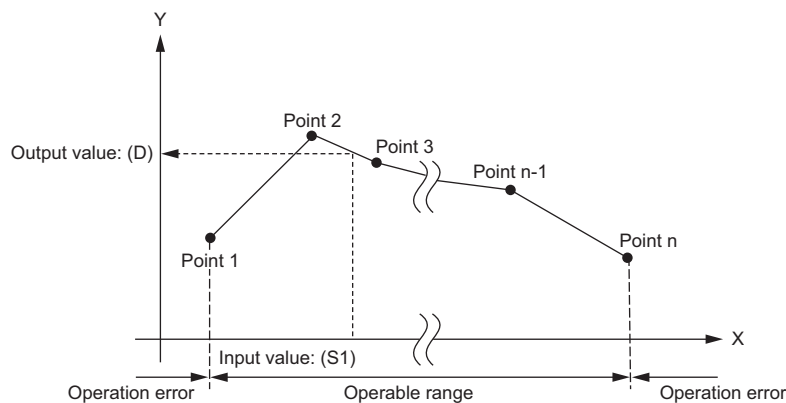 Y
Point 2
Output value: (D)
Point 3
Point n-1
Point 1
Point n
X
Input value: (S1)
Operation error
Operable range
Operation error